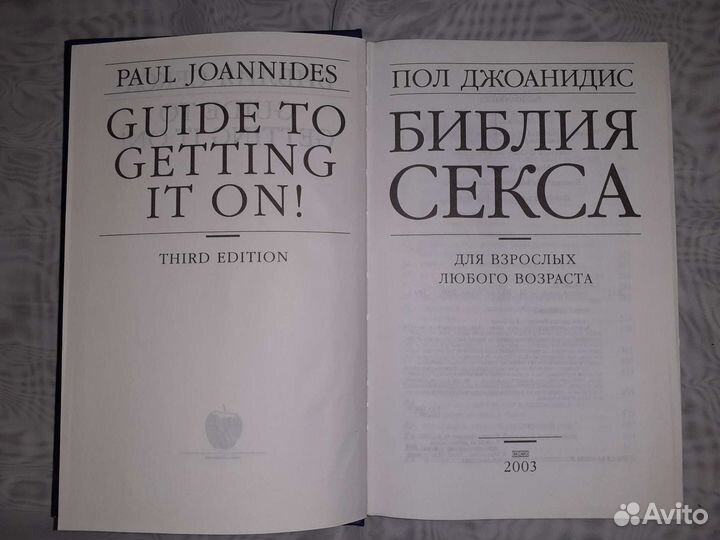 PAUL JOANNIDES
GUIDE TO
GETTING
IT ON!
THIRD EDITION
ПОЛ ДЖОАНИДИС
БИБЛИЯ
СЕКСА
ДЛЯ ВЗРОСЛЫХ
ЛЮБОГО ВОЗРАСТА
2003
Avito